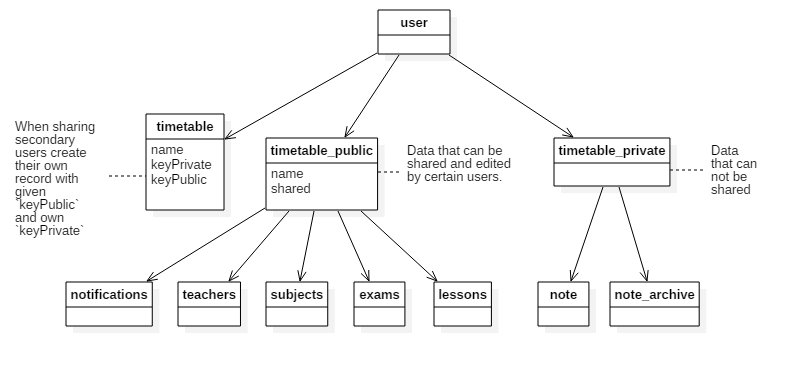 user
timetable
name
keyPrivate
keyPublic
When sharing
secondary
users create
their own
record with
given
`keyPublic`
and own
`keyPrivate`
timetable_public
name
shared
Data that can be
shared and edited
by certain users.
timetable_private
Data
that can
not be
shared
notifications
teachers
subjects
exams
lessons
note
note_archive